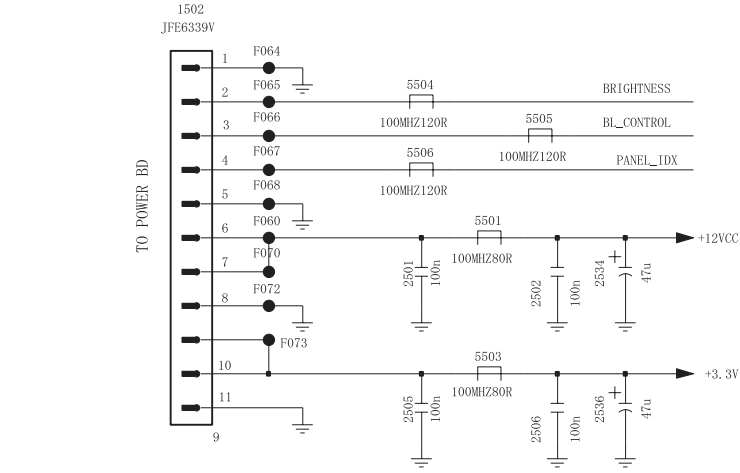 1502
JFE6339V
F064
1
F065
2
5504
BRIGHTNESS
F066
100MHZ120R
3
5505
BL_CONTROL
F067
100MHZ120R
4
5506
PANEL_IDX
F068
100MHZ120R
5
TO POWER BD
F060
6
5501
+12VCC
F070
100MHZ80R
7
2501
100n
2502
100n
+
2534
47u
F072
8
F073
10
5503
+3.3V
100MHZ80R
11
2505
100n
2506
100n
+
2536
47u
9